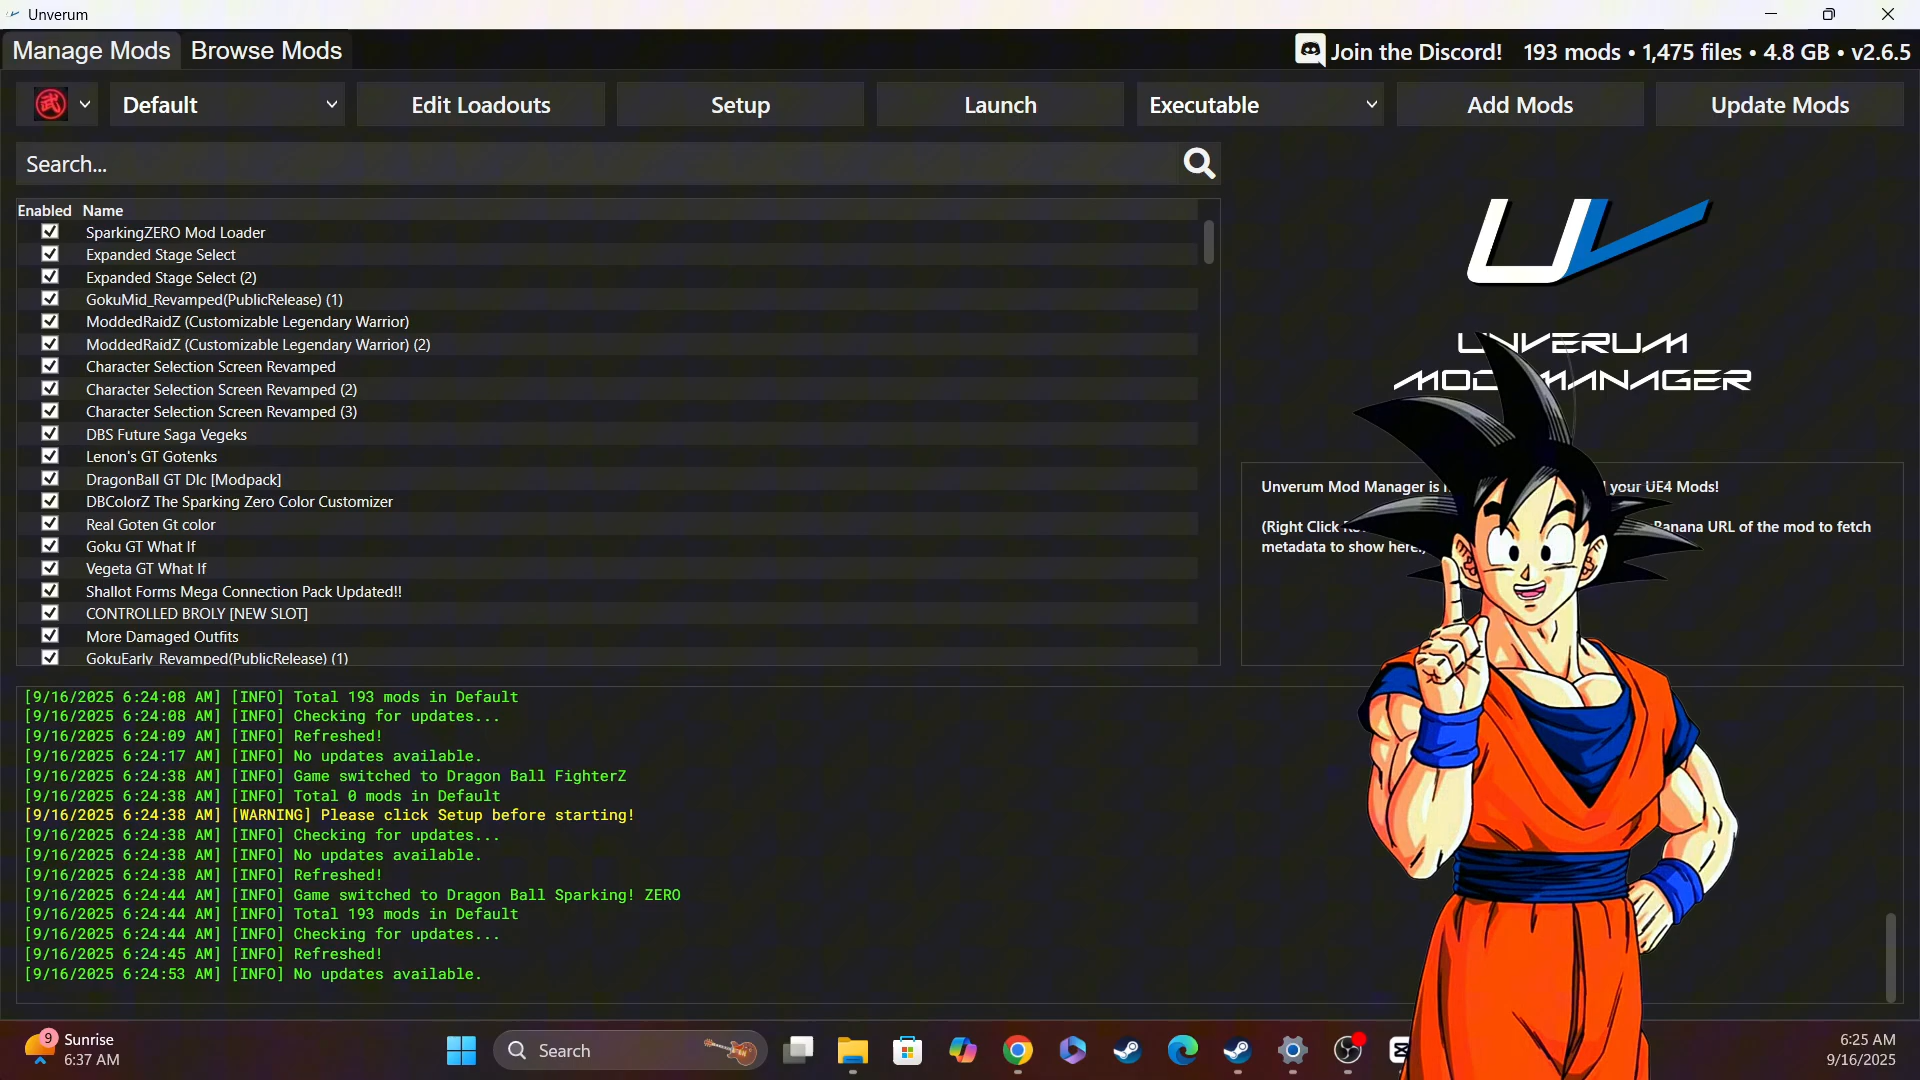 Unverum
Manage Mods Browse Mods
Join the Discord! 193 mods • 1,475 files • 4.8 GB • v2.6.5
武 Default Edit Loadouts Setup Launch Executable Add Mods Update Mods
Search...
Enabled Name
SparkingZERO Mod Loader
Expanded Stage Select
Expanded Stage Select (2)
GokuMid_Revamped(PublicRelease) (1)
ModdedRaidZ (Customizable Legendary Warrior)
ModdedRaidZ (Customizable Legendary Warrior) (2)
Character Selection Screen Revamped
Character Selection Screen Revamped (2)
Character Selection Screen Revamped (3)
DBS Future Saga Vegeks
Lenon's GT Gotenks
DragonBall GT Dlc [Modpack]
DBColorZ The Sparking Zero Color Customizer
Real Goten Gt color
Goku GT What If
Vegeta GT What If
Shallot Forms Mega Connection Pack Updated!!
CONTROLLED BROLY [NEW SLOT]
More Damaged Outfits
GokuEarly_Revamped(PublicRelease) (1)
UV
UNVERUM
MOD MANAGER
Unverum Mod Manager is your UE4 Mods!
(Right Click Banana URL of the mod to fetch
metadata to show here.)
[9/16/2025 6:24:08 AM] [INFO] Total 193 mods in Default
[9/16/2025 6:24:08 AM] [INFO] Checking for updates...
[9/16/2025 6:24:09 AM] [INFO] Refreshed!
[9/16/2025 6:24:17 AM] [INFO] No updates available.
[9/16/2025 6:24:38 AM] [INFO] Game switched to Dragon Ball FighterZ
[9/16/2025 6:24:38 AM] [INFO] Total 0 mods in Default
[9/16/2025 6:24:38 AM] [WARNING] Please click Setup before starting!
[9/16/2025 6:24:38 AM] [INFO] Checking for updates...
[9/16/2025 6:24:38 AM] [INFO] No updates available.
[9/16/2025 6:24:38 AM] [INFO] Refreshed!
[9/16/2025 6:24:44 AM] [INFO] Game switched to Dragon Ball Sparking! ZERO
[9/16/2025 6:24:44 AM] [INFO] Total 193 mods in Default
[9/16/2025 6:24:44 AM] [INFO] Checking for updates...
[9/16/2025 6:24:45 AM] [INFO] Refreshed!
[9/16/2025 6:24:53 AM] [INFO] No updates available.
9
Sunrise
6:37 AM
Search
6:25 AM
9/16/2025